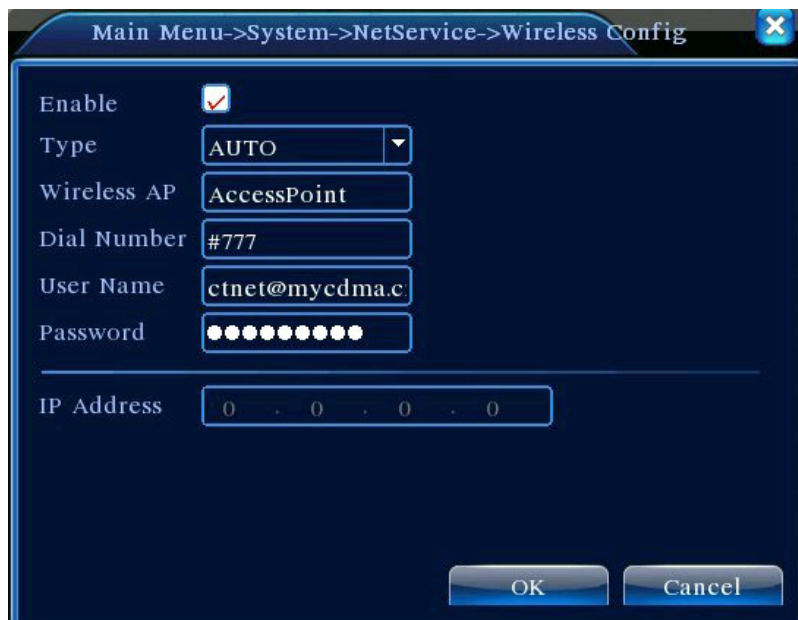 Main Menu->System->NetService->Wireless Config
Enable
Type AUTO
Wireless AP AccessPoint
Dial Number #777
User Name ctnet@mycdma.c
Password ●●●●●●●●●
IP Address 0 . 0 . 0 . 0
OK Cancel